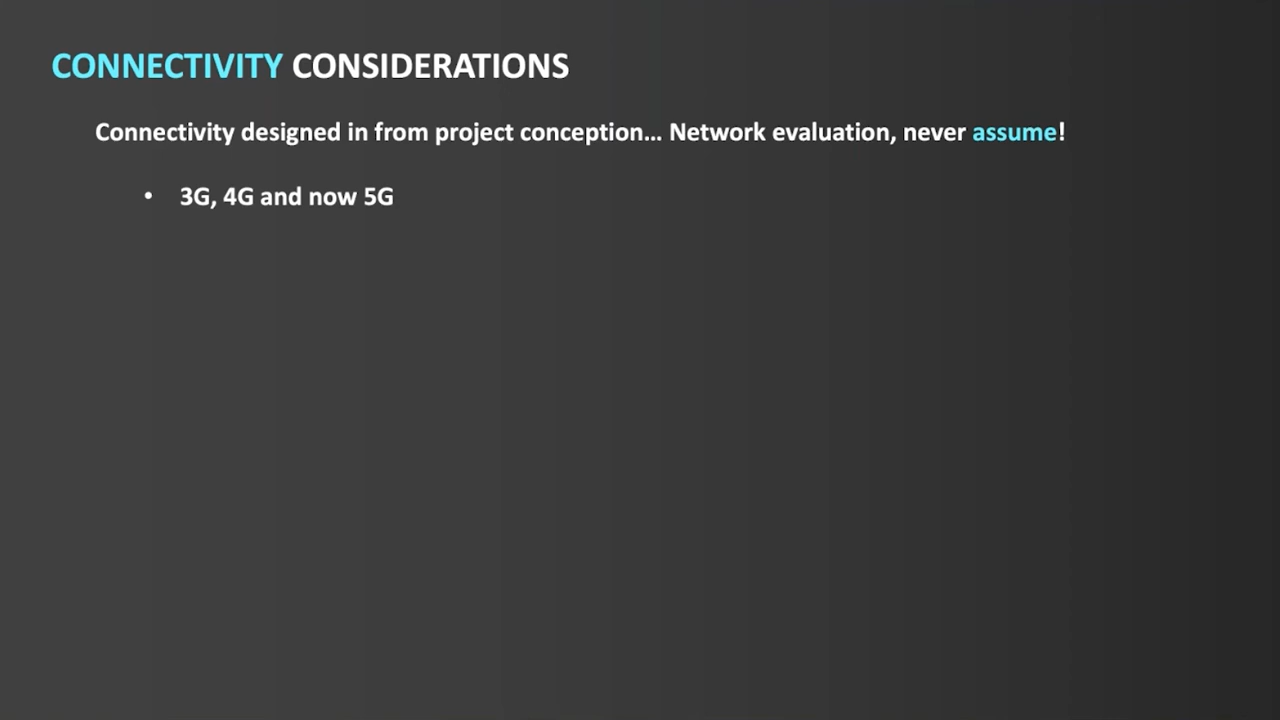 CONNECTIVITY CONSIDERATIONS
Connectivity designed in from project conception... Network evaluation, never assume!
• 3G, 4G and now 5G